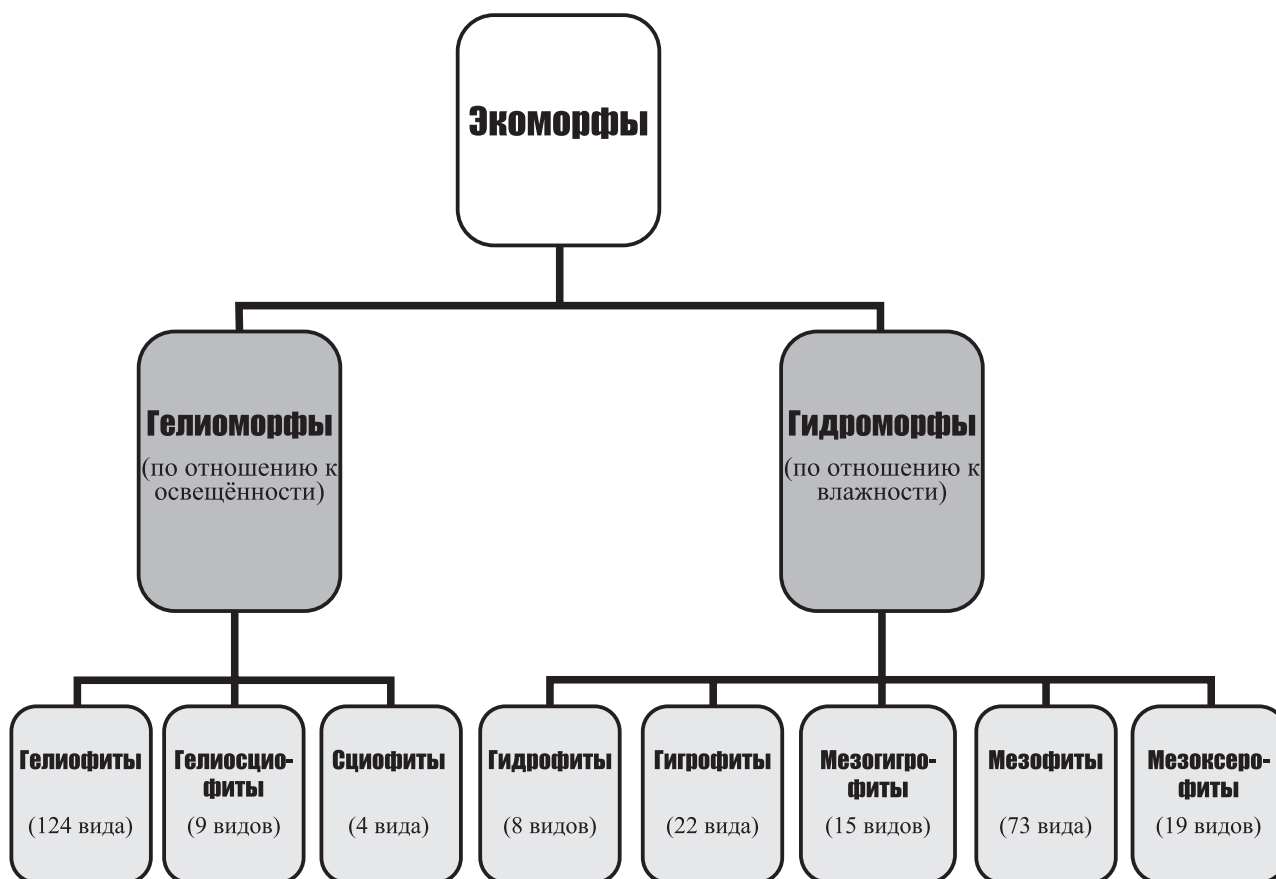 Экоморфы
Гелиоморфы
(по отношению к
освещённости)
Гидроморфы
(по отношению к
влажности)
Гелиофиты
(124 вида)
Гелиосцио-
фиты
(9 видов)
Сциофиты
(4 вида)
Гидрофиты
(8 видов)
Гигрофиты
(22 вида)
Мезогигро-
фиты
(15 видов)
Мезофиты
(73 вида)
Мезоксеро-
фиты
(19 видов)